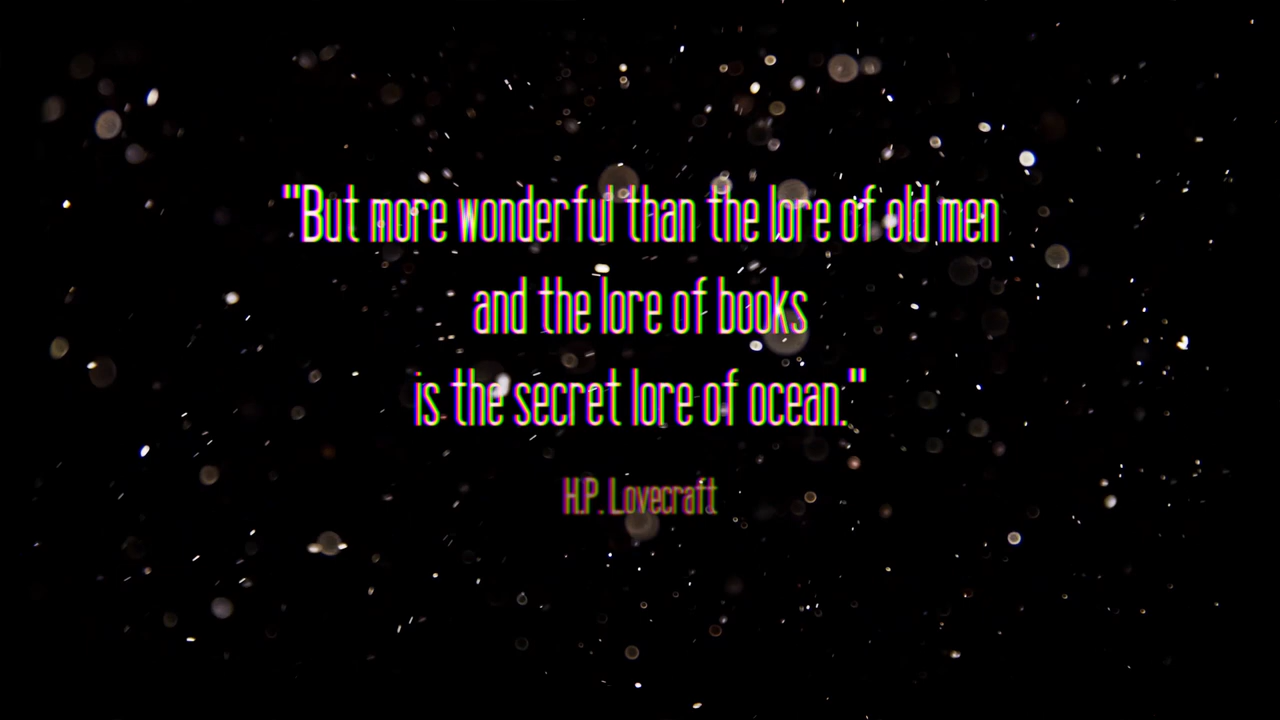 "But more wonderful than the lore of old men
and the lore of books
is the secret lore of ocean."
H.P. Lovecraft